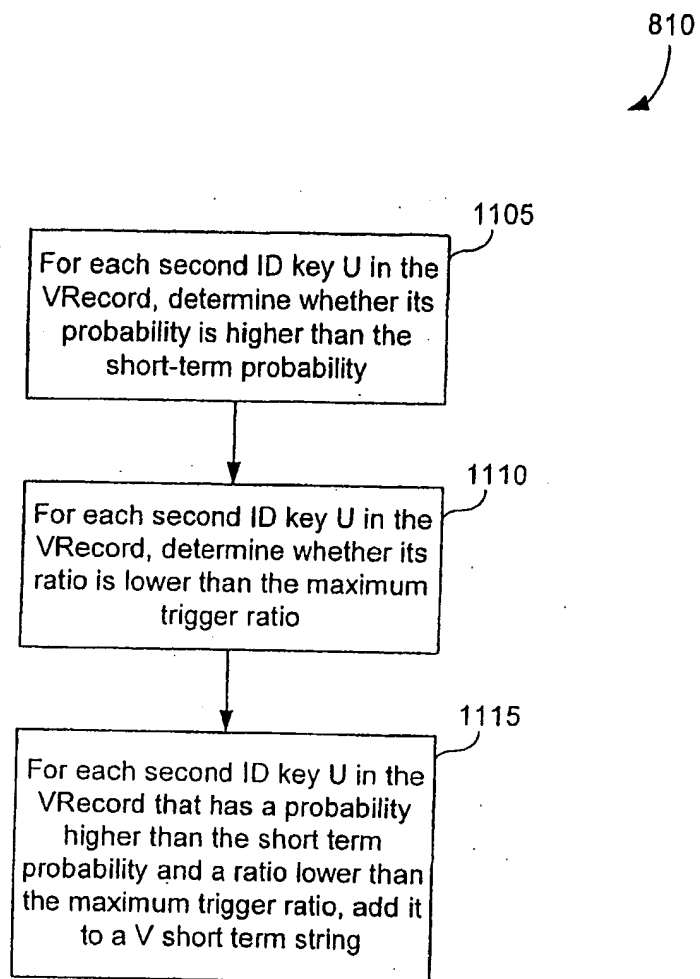 810
1105
For each second ID key U in the
VRecord, determine whether its
probability is higher than the
short-term probability
1110
For each second ID key U in the
VRecord, determine whether its
ratio is lower than the maximum
trigger ratio
1115
For each second ID key U in the
VRecord that has a probability
higher than the short term
probability and a ratio lower than
the maximum trigger ratio, add it
to a V short term string